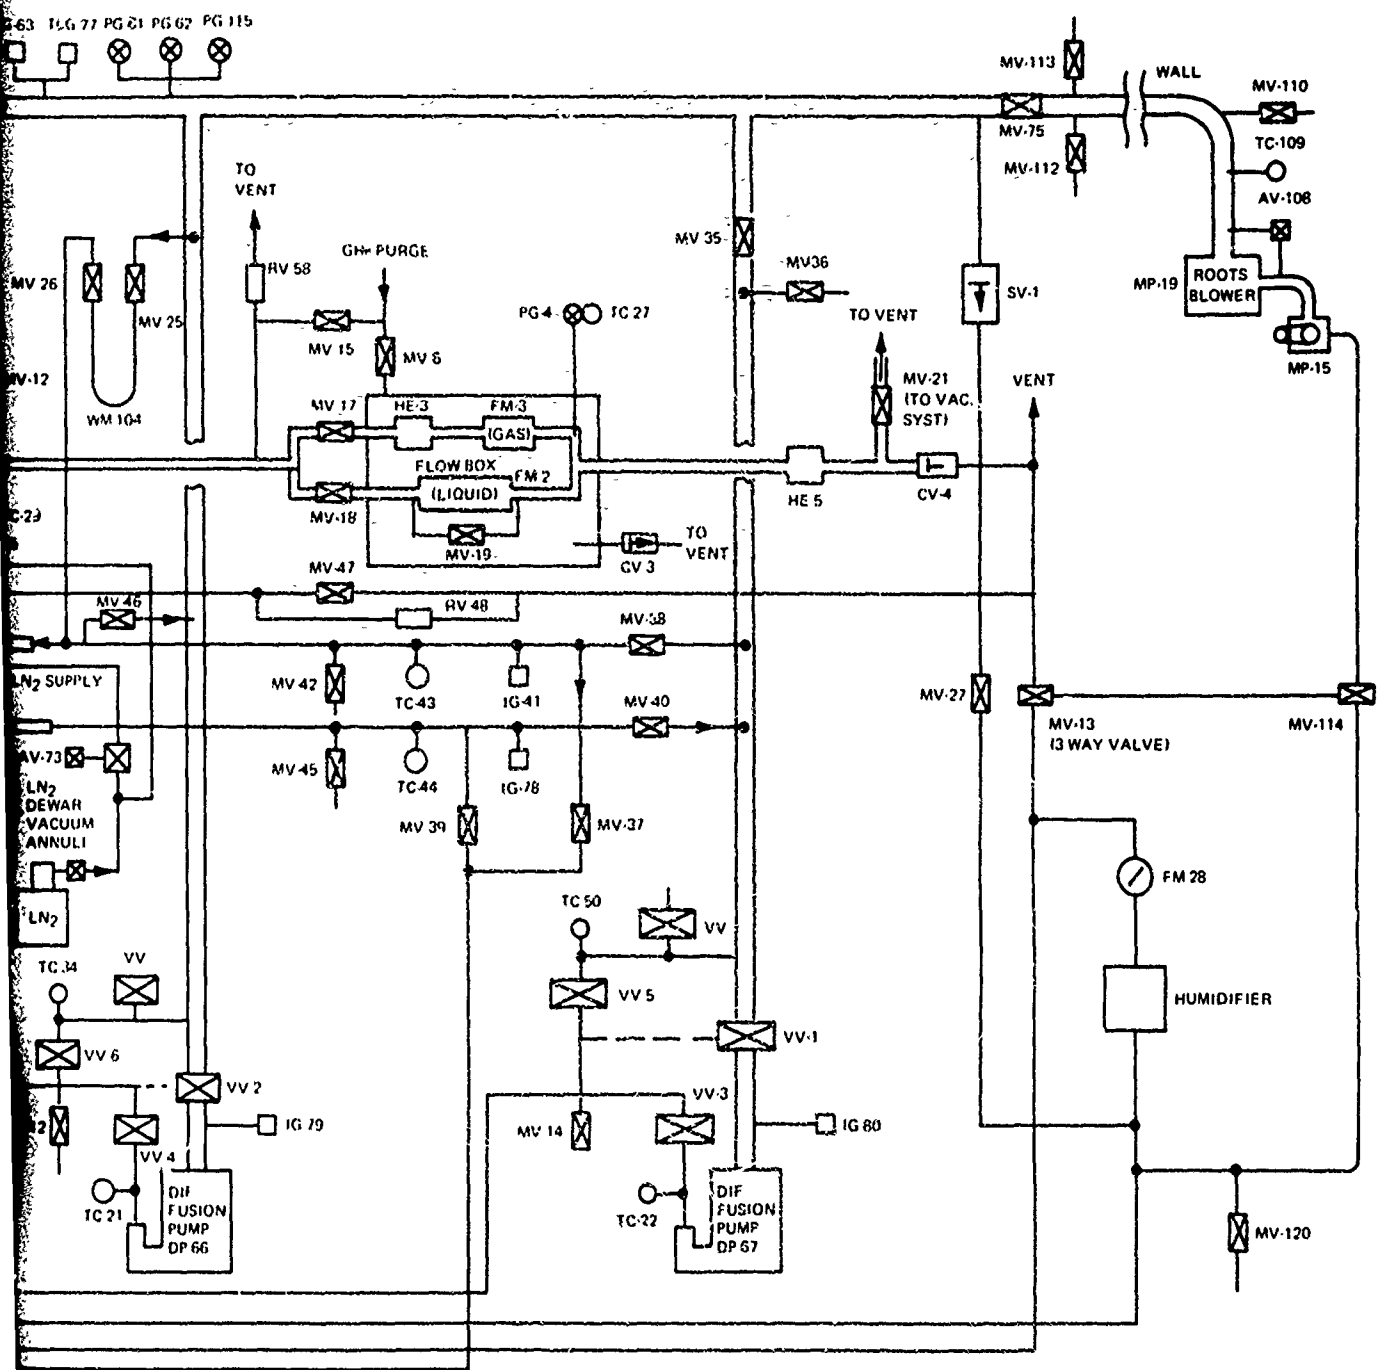 TCG 77 PG 61 PG 62 PG 115
MV-113
WALL
MV-110
MV-75
TC-109
MV-112
AV-108
TO
VENT
MV 35
GHe PURGE
RV 58
MV36
MV 26
MP-19
ROOTS
BLOWER
SV-1
MV 25
PG 4
TC 27
TO VENT
MV 15
MV 8
MP-15
MV-12
MV-21
(TO VAC.
SYST)
VENT
WM 104
MV-17
HE-3
FM-3
(GAS)
FLOW BOX
FM 2
(LIQUID)
HE 5
CV-4
MV-18
MV-19
CV 3
TO
VENT
MV-47
MV 46
RV 48
MV-38
LN2 SUPPLY
MV-42
TC-43
IG-41
MV-40
MV-27
MV-13
(3 WAY VALVE)
MV-114
AV-73
MV-45
TC-44
IG-78
LN2
DEWAR
VACUUM
ANNULI
MV 39
MV-37
FM 28
LN2
TC 50
VV
TC 34
VV
VV 5
HUMIDIFIER
VV 6
VV-1
VV 2
VV-3
IG 79
MV 14
IG 80
VV 4
TC 21
DIF
FUSION
PUMP
DP 66
TC-22
DIF
FUSION
PUMP
DP 67
MV-120